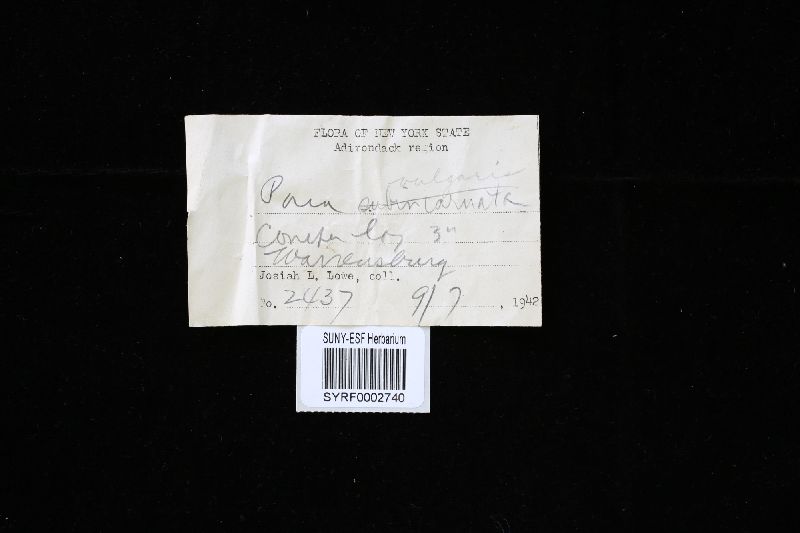 FLORA OF NEW YORK STATE
Adirondack region
vulgaris
Poria subincarnata
Conifer log 3"
Warrensburg
Josiah L. Lowe, coll.
No. 2437 9/7, 1942
SUNY-ESF Herbarium
SYRF0002740